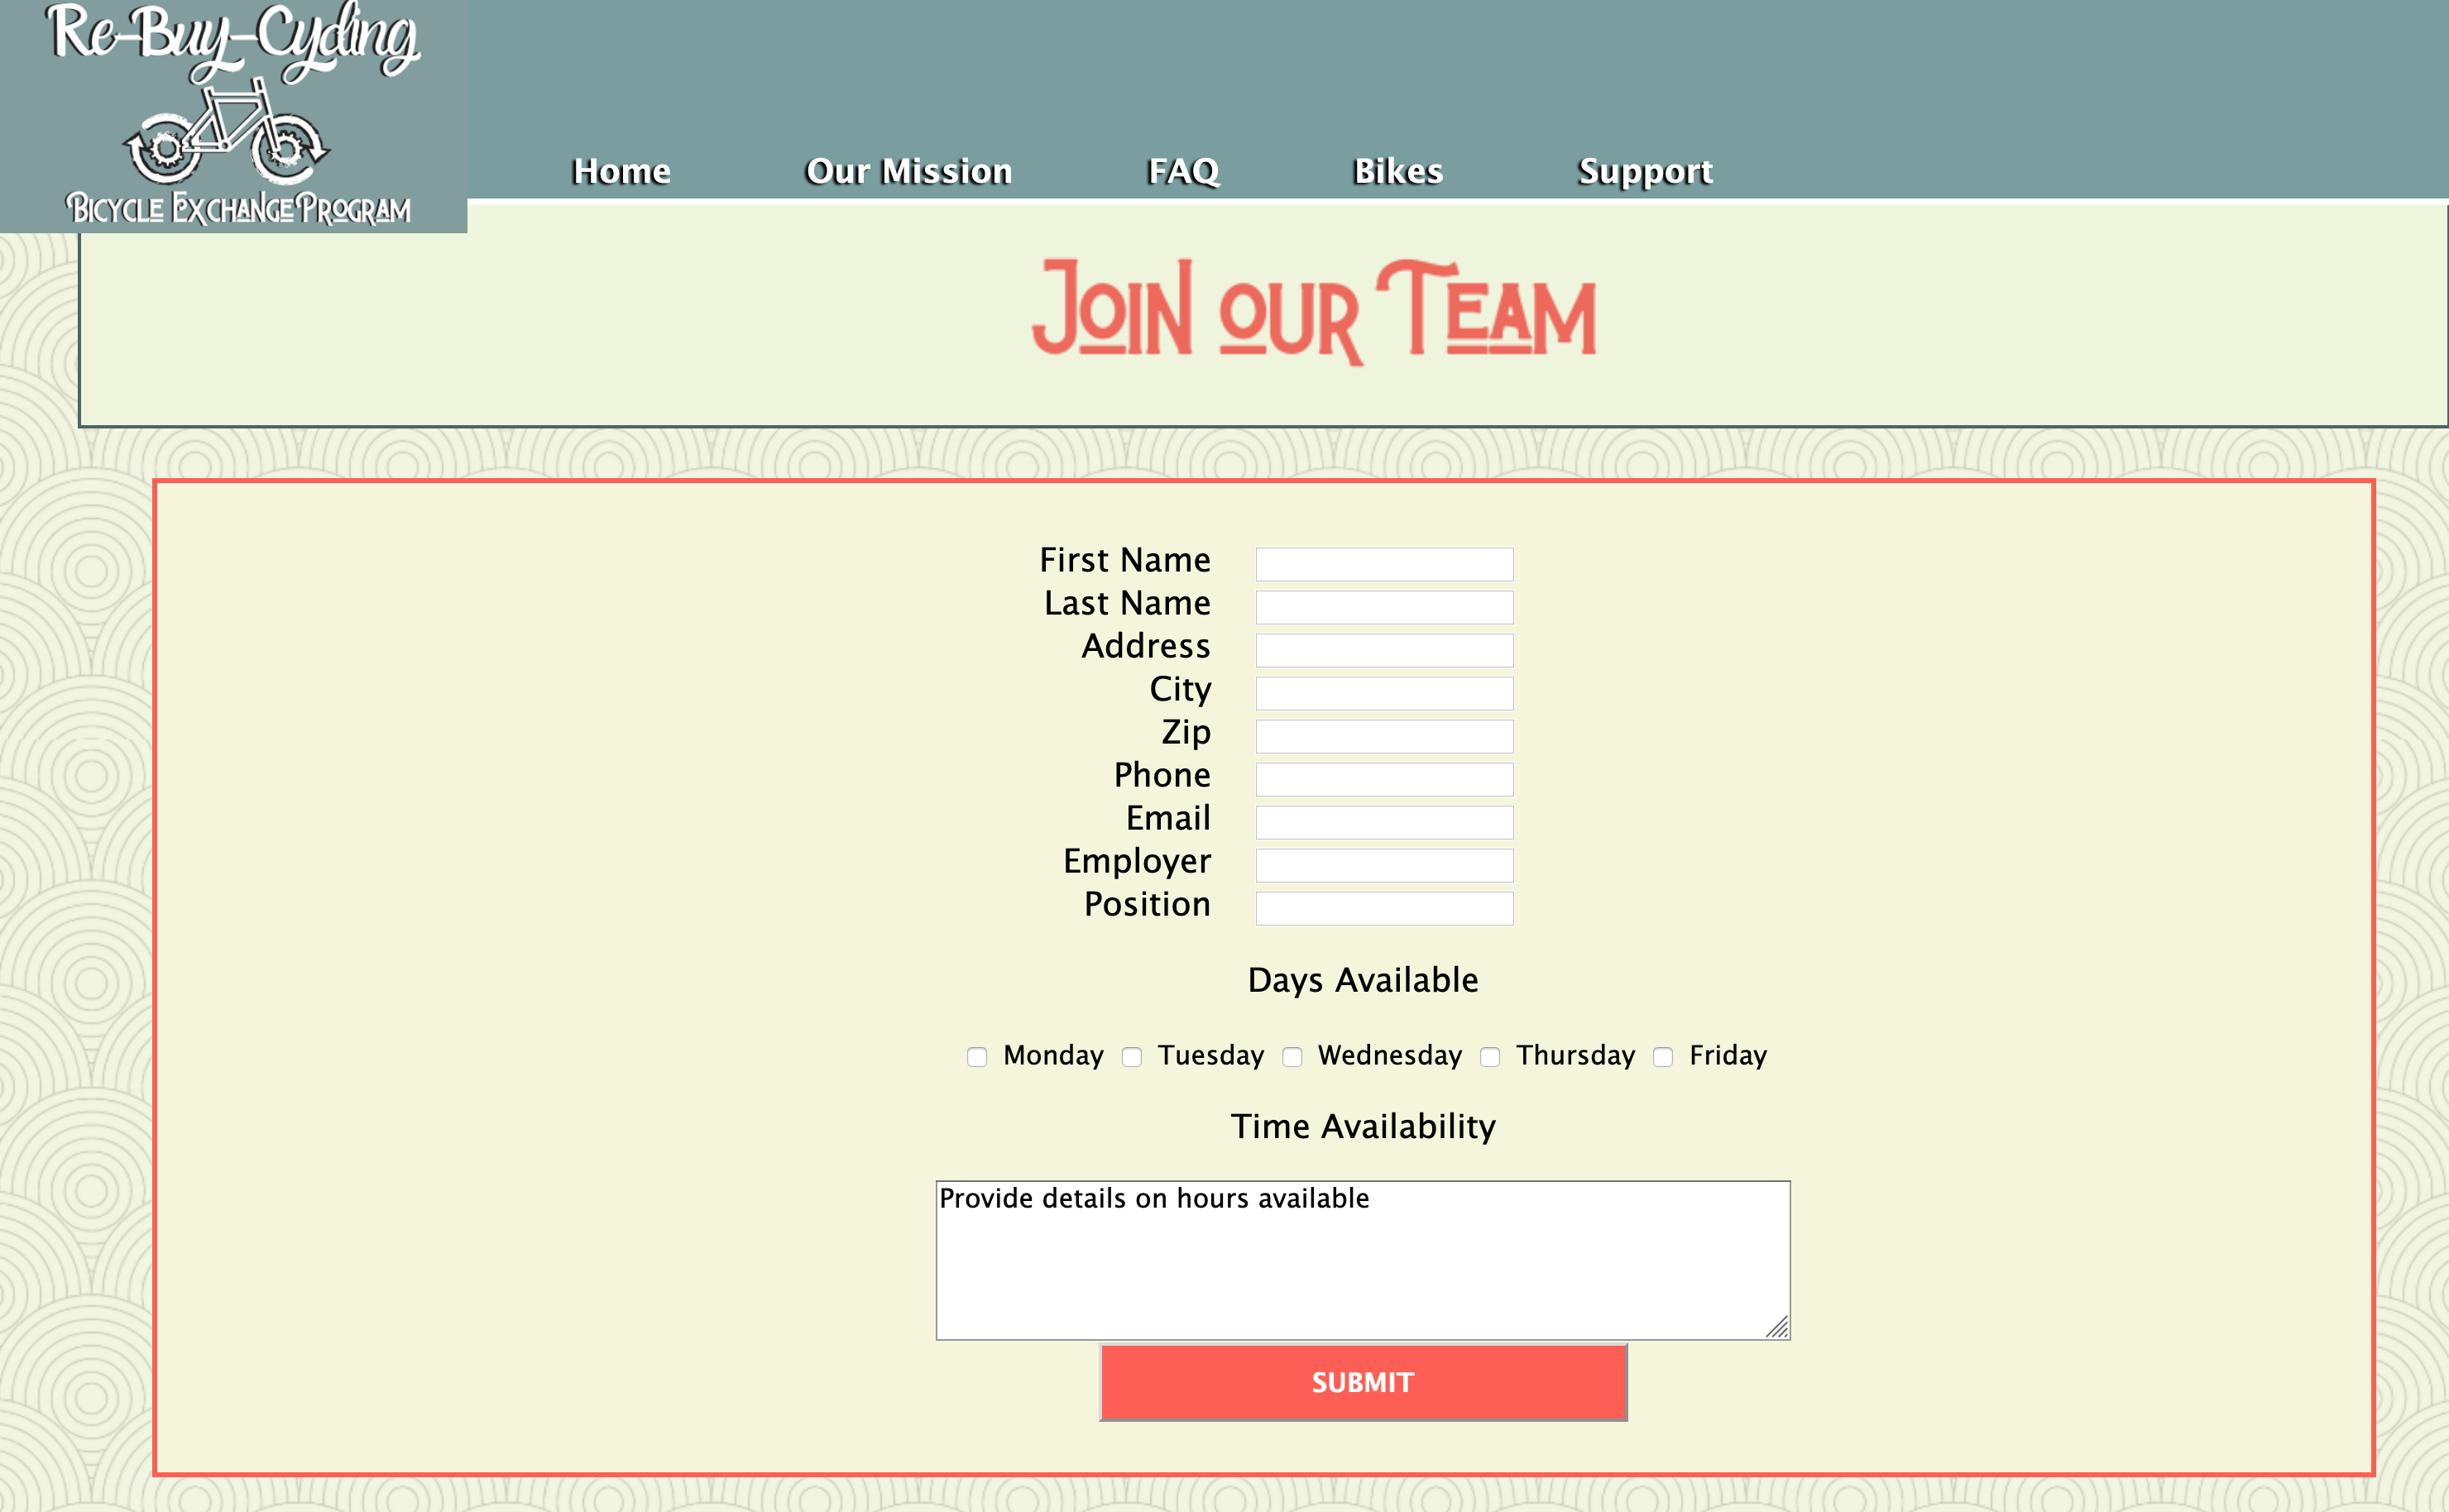 Re-Buy-Cycling
Bicycle Exchange Program
Home Our Mission FAQ Bikes Support
Join our Team
First Name
Last Name
Address
City
Zip
Phone
Email
Employer
Position
Days Available
Monday Tuesday Wednesday Thursday Friday
Time Availability
Provide details on hours available
SUBMIT